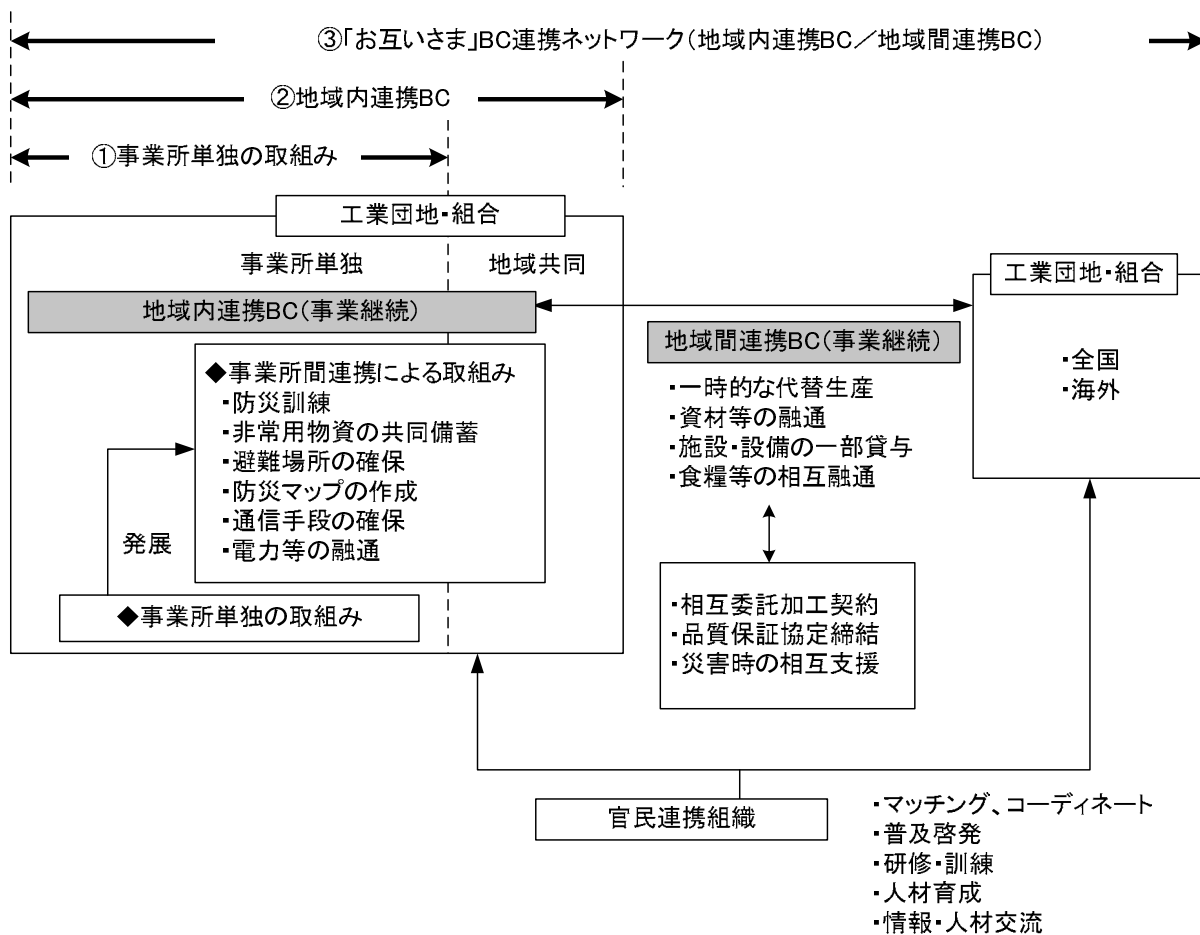 ③「お互いさま」BC連携ネットワーク(地域内連携BC／地域間連携BC)
②地域内連携BC
①事業所単独の取組み
工業団地・組合
事業所単独
地域共同
地域内連携BC(事業継続)
◆事業所間連携による取組み
・防災訓練
・非常用物資の共同備蓄
・避難場所の確保
・防災マップの作成
・通信手段の確保
・電力等の融通
発展
◆事業所単独の取組み
地域間連携BC(事業継続)
・一時的な代替生産
・資材等の融通
・施設・設備の一部貸与
・食糧等の相互融通
・相互委託加工契約
・品質保証協定締結
・災害時の相互支援
工業団地・組合
・全国
・海外
官民連携組織
・マッチング、コーディネート
・普及啓発
・研修・訓練
・人材育成
・情報・人材交流